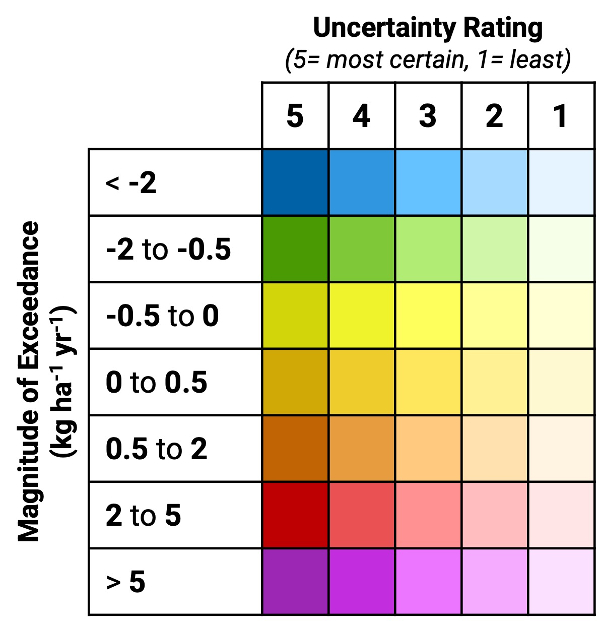 Uncertainty Rating
(5= most certain, 1= least)
5 4 3 2 1
Magnitude of Exceedance
(kg ha⁻¹ yr⁻¹)
< -2
-2 to -0.5
-0.5 to 0
0 to 0.5
0.5 to 2
2 to 5
> 5